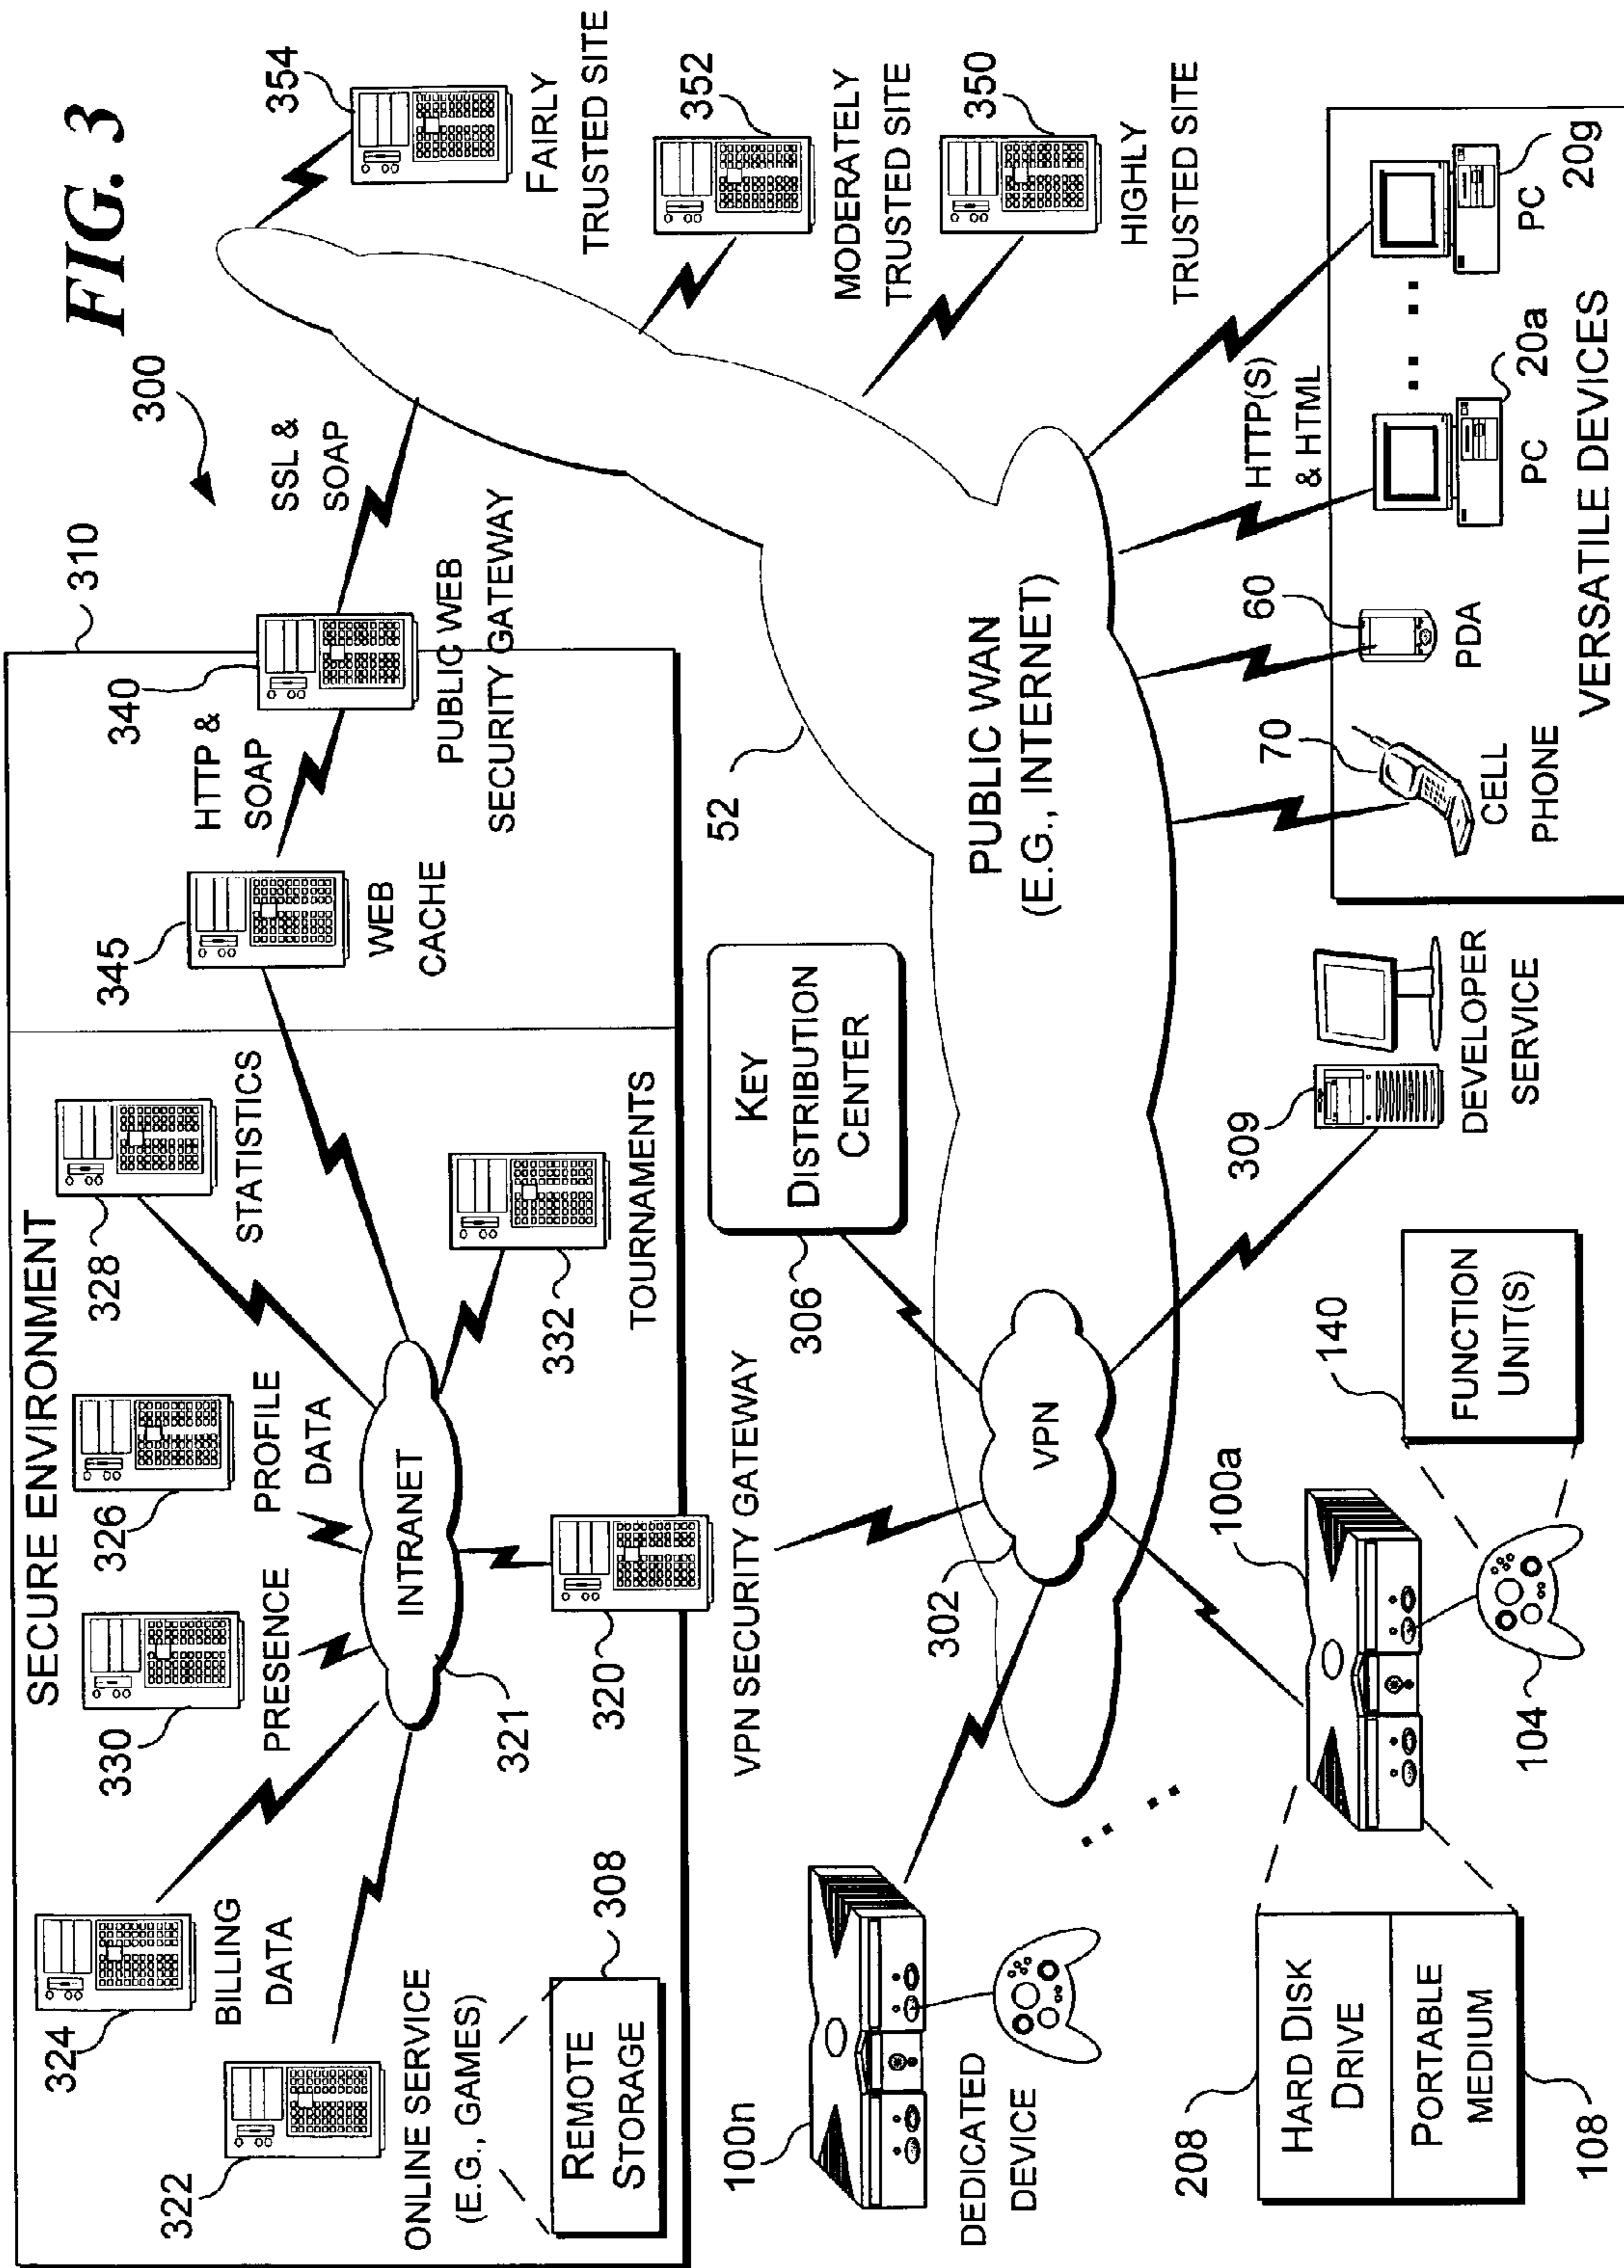 FIG. 3
300
310
SECURE ENVIRONMENT
322
ONLINE SERVICE
(E.G., GAMES)
REMOTE
STORAGE
308
324
BILLING
DATA
330
PRESENCE
326
PROFILE
DATA
328
STATISTICS
332
TOURNAMENTS
INTRANET
321
320
VPN SECURITY GATEWAY
345
WEB
CACHE
HTTP &
SOAP
340
PUBLIC WEB
SECURITY GATEWAY
SSL &
SOAP
354
FAIRLY
TRUSTED SITE
352
MODERATELY
TRUSTED SITE
350
HIGHLY
TRUSTED SITE
52
PUBLIC WAN
(E.G., INTERNET)
KEY
DISTRIBUTION
CENTER
306
VPN
302
100n
DEDICATED
DEVICE
208
HARD DISK
DRIVE
PORTABLE
MEDIUM
108
100a
104
140
FUNCTION
UNIT(S)
309
DEVELOPER
SERVICE
70
CELL
PHONE
60
PDA
HTTP(S)
& HTML
20a
PC
20g
PC
VERSATILE DEVICES